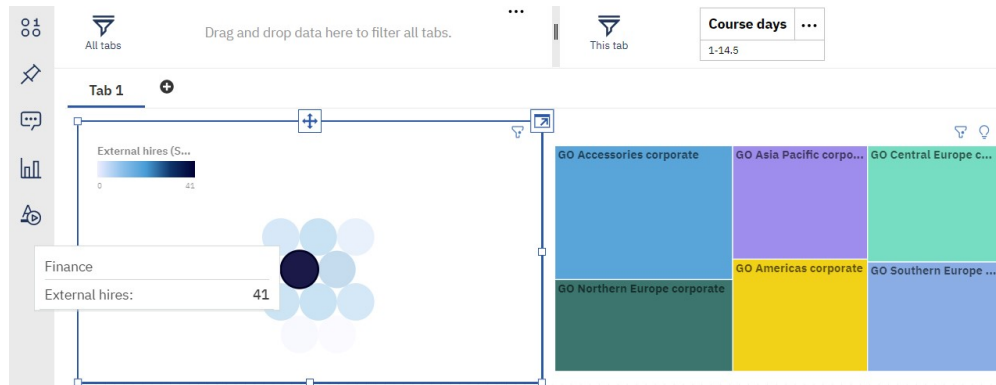 All tabs
Drag and drop data here to filter all tabs.
This tab
Course days
1-14.5
Tab 1
External hires (S...
0 41
GO Accessories corporate
GO Asia Pacific corpo...
GO Central Europe c...
Finance
External hires: 41
GO Northern Europe corporate
GO Americas corporate
GO Southern Europe ...